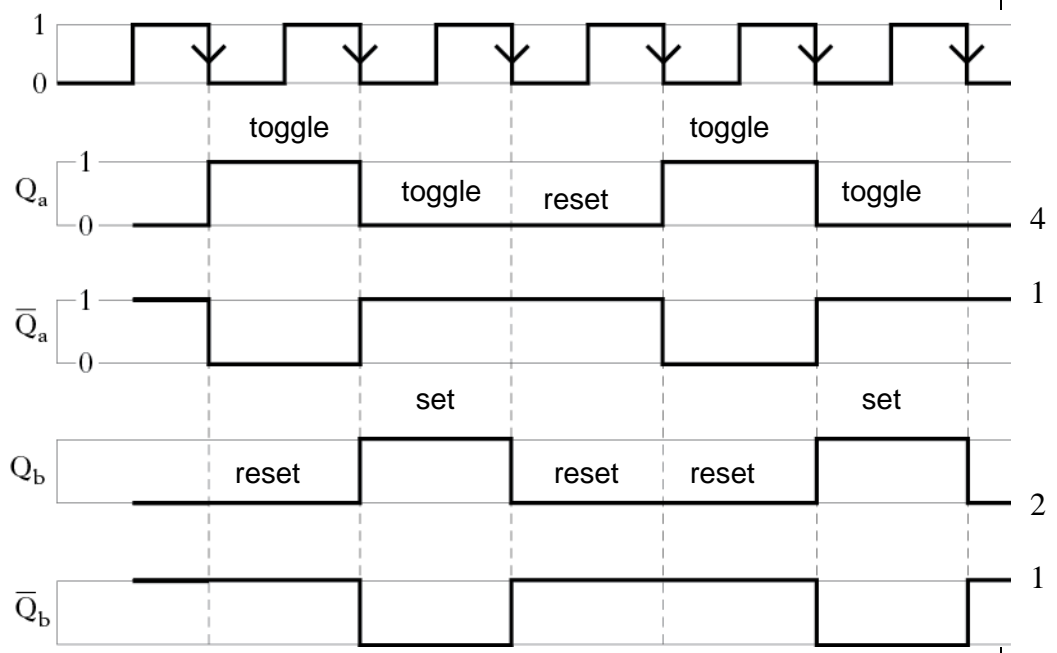 1
0
toggle toggle
1
Qa toggle reset toggle
0 4
1 1
Q̅a
0
set set
Qb reset reset reset
2
1
Q̅b